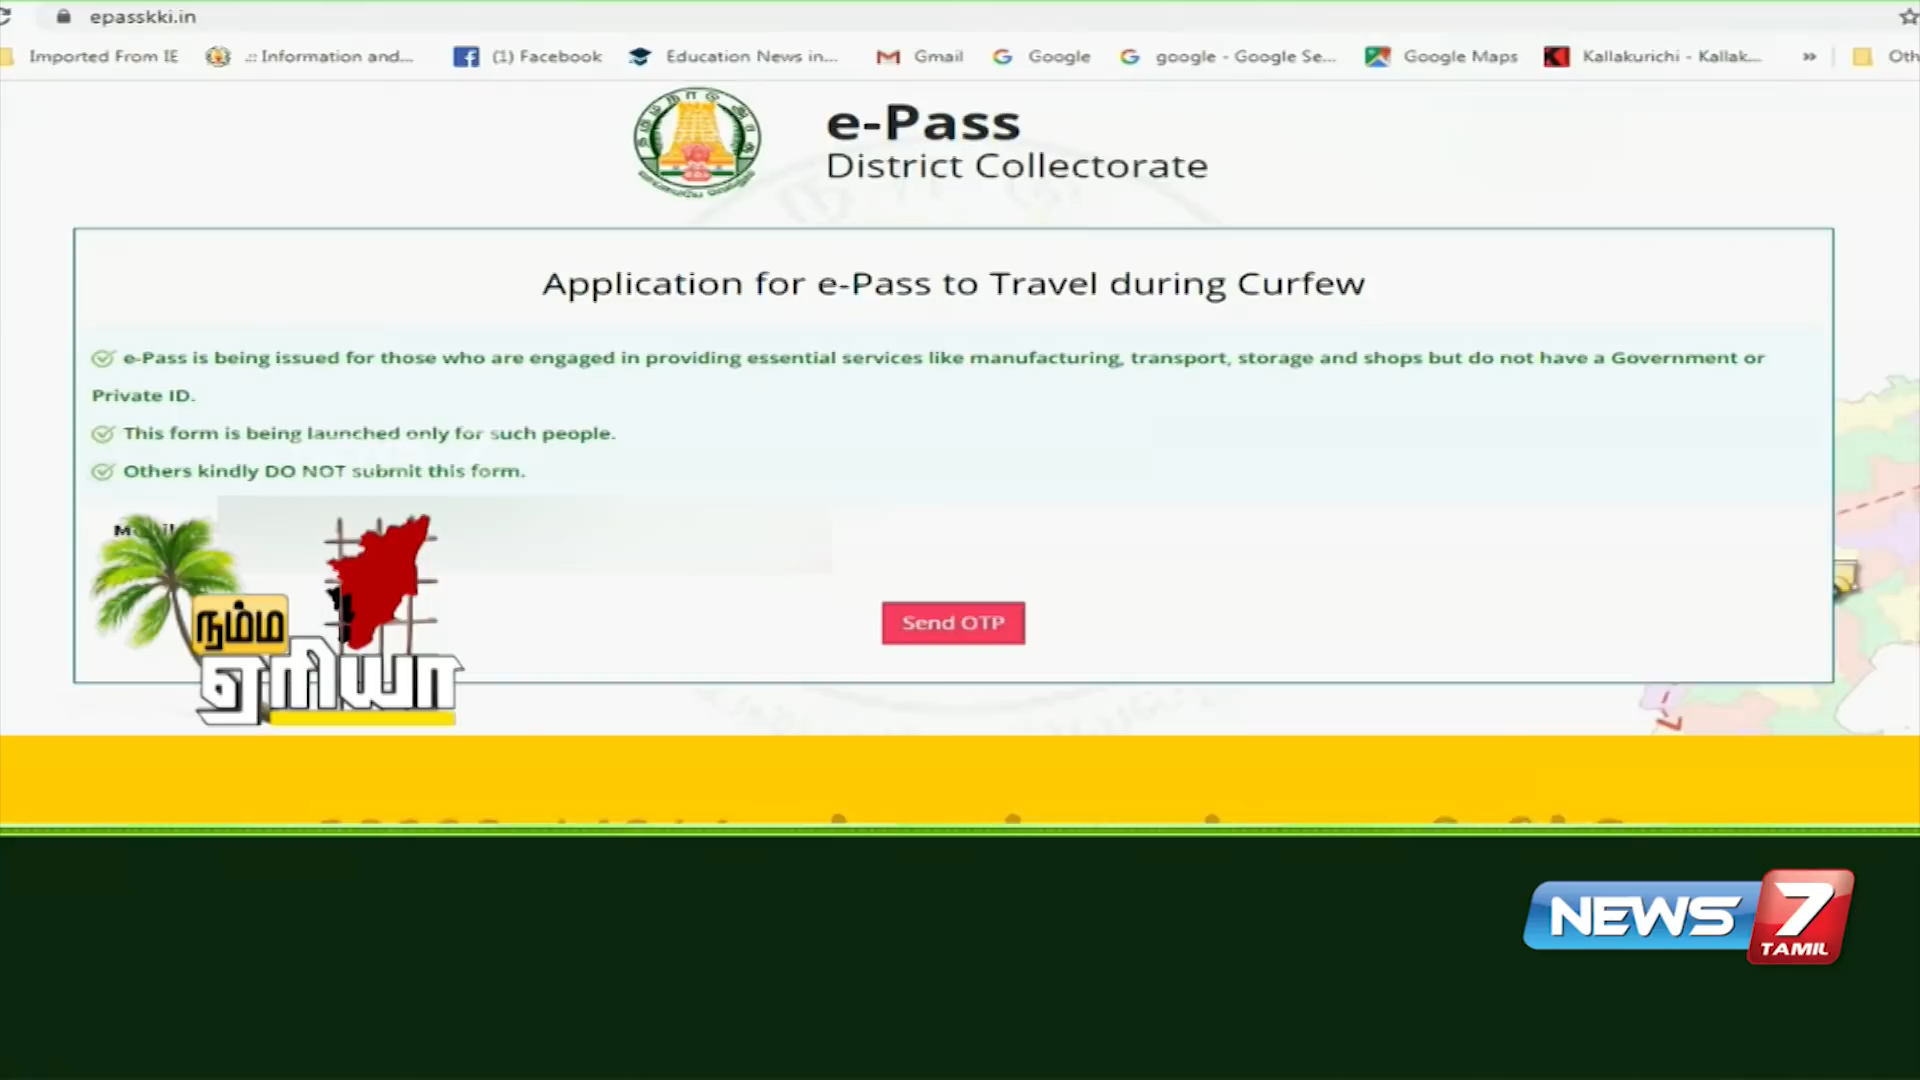 epasskki.in
Imported From IE
.:: Information and...
(1) Facebook
Education News in...
Gmail
Google
google - Google Se...
Google Maps
Kallakurichi - Kallak...
»
Oth
e-Pass
District Collectorate
Application for e-Pass to Travel during Curfew
e-Pass is being issued for those who are engaged in providing essential services like manufacturing, transport, storage and shops but do not have a Government or
Private ID.
This form is being launched only for such people.
Others kindly DO NOT submit this form.
Send OTP
நம்ம
ஏரியா
NEWS 7
TAMIL